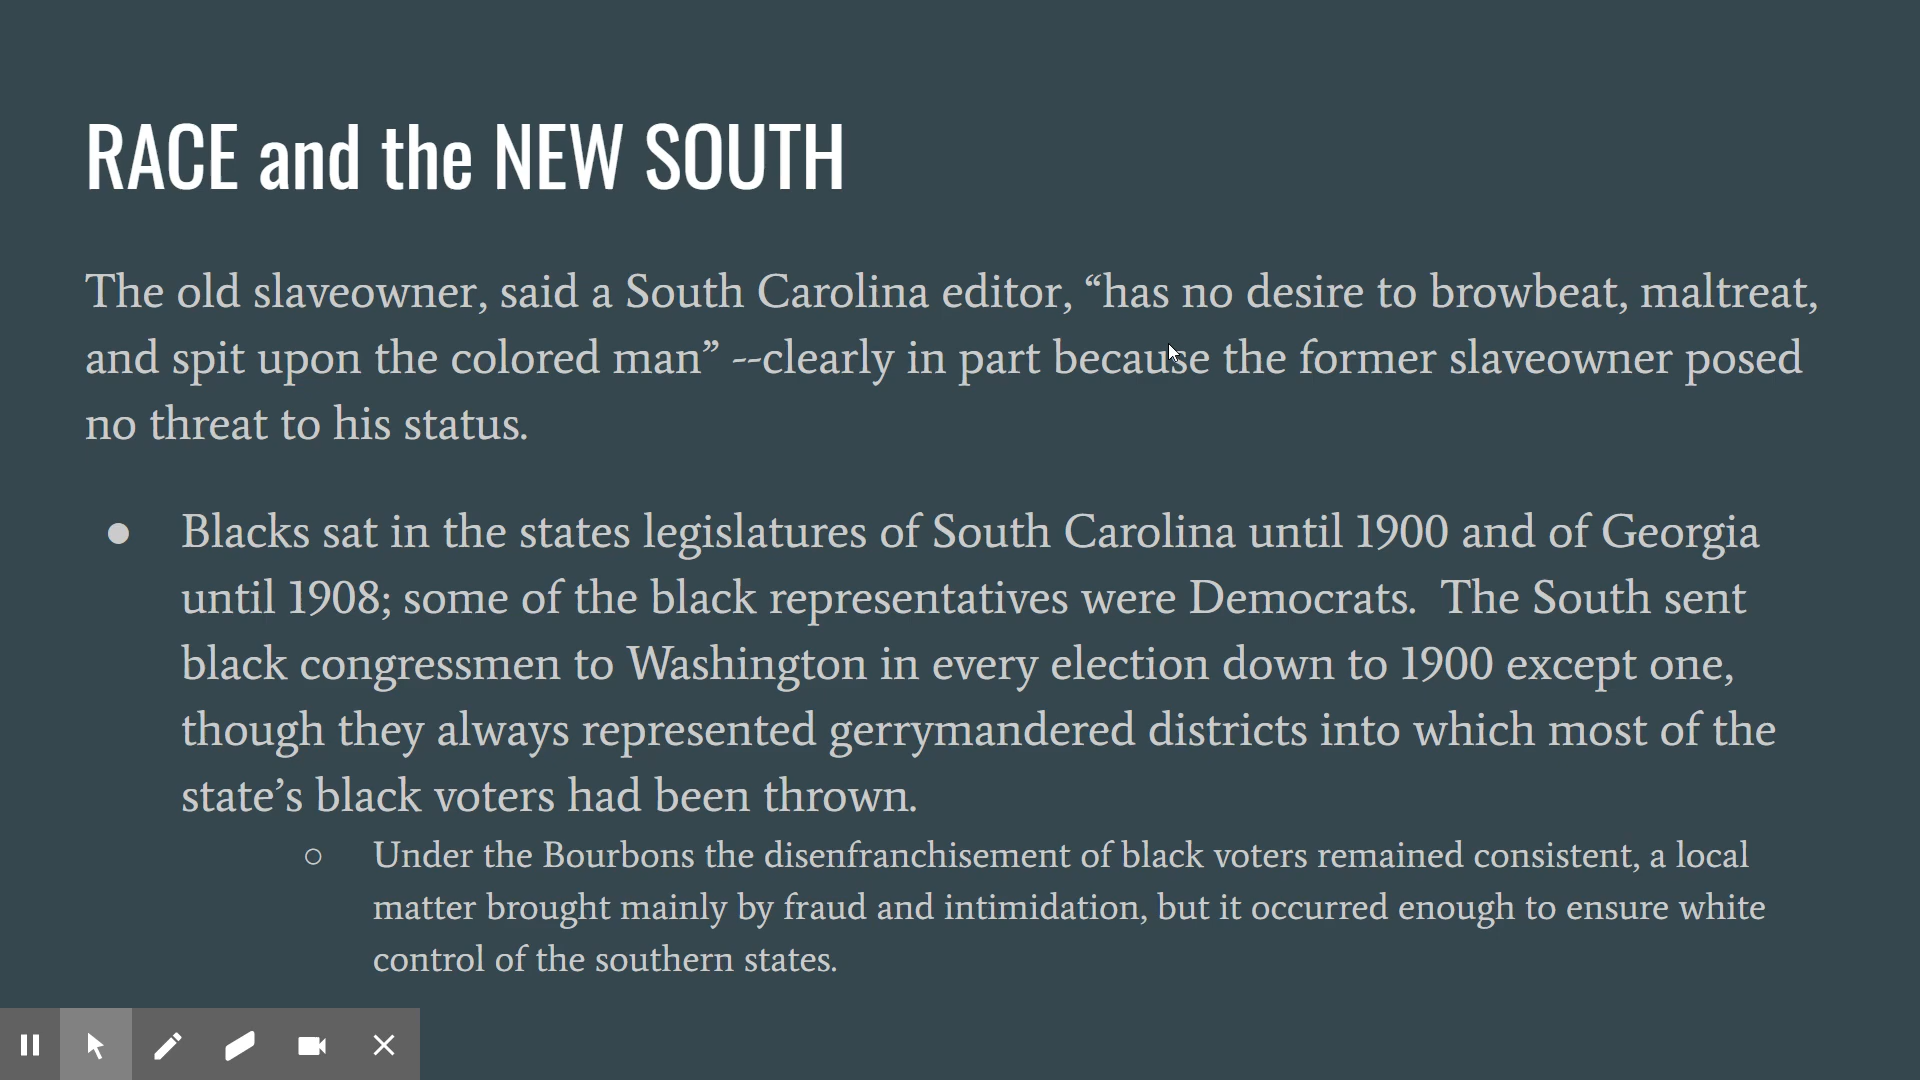 RACE and the NEW SOUTH
The old slaveowner, said a South Carolina editor, “has no desire to browbeat, maltreat,
and spit upon the colored man” --clearly in part because the former slaveowner posed
no threat to his status.
● Blacks sat in the states legislatures of South Carolina until 1900 and of Georgia
until 1908; some of the black representatives were Democrats.  The South sent
black congressmen to Washington in every election down to 1900 except one,
though they always represented gerrymandered districts into which most of the
state’s black voters had been thrown.
○ Under the Bourbons the disenfranchisement of black voters remained consistent, a local
matter brought mainly by fraud and intimidation, but it occurred enough to ensure white
control of the southern states.